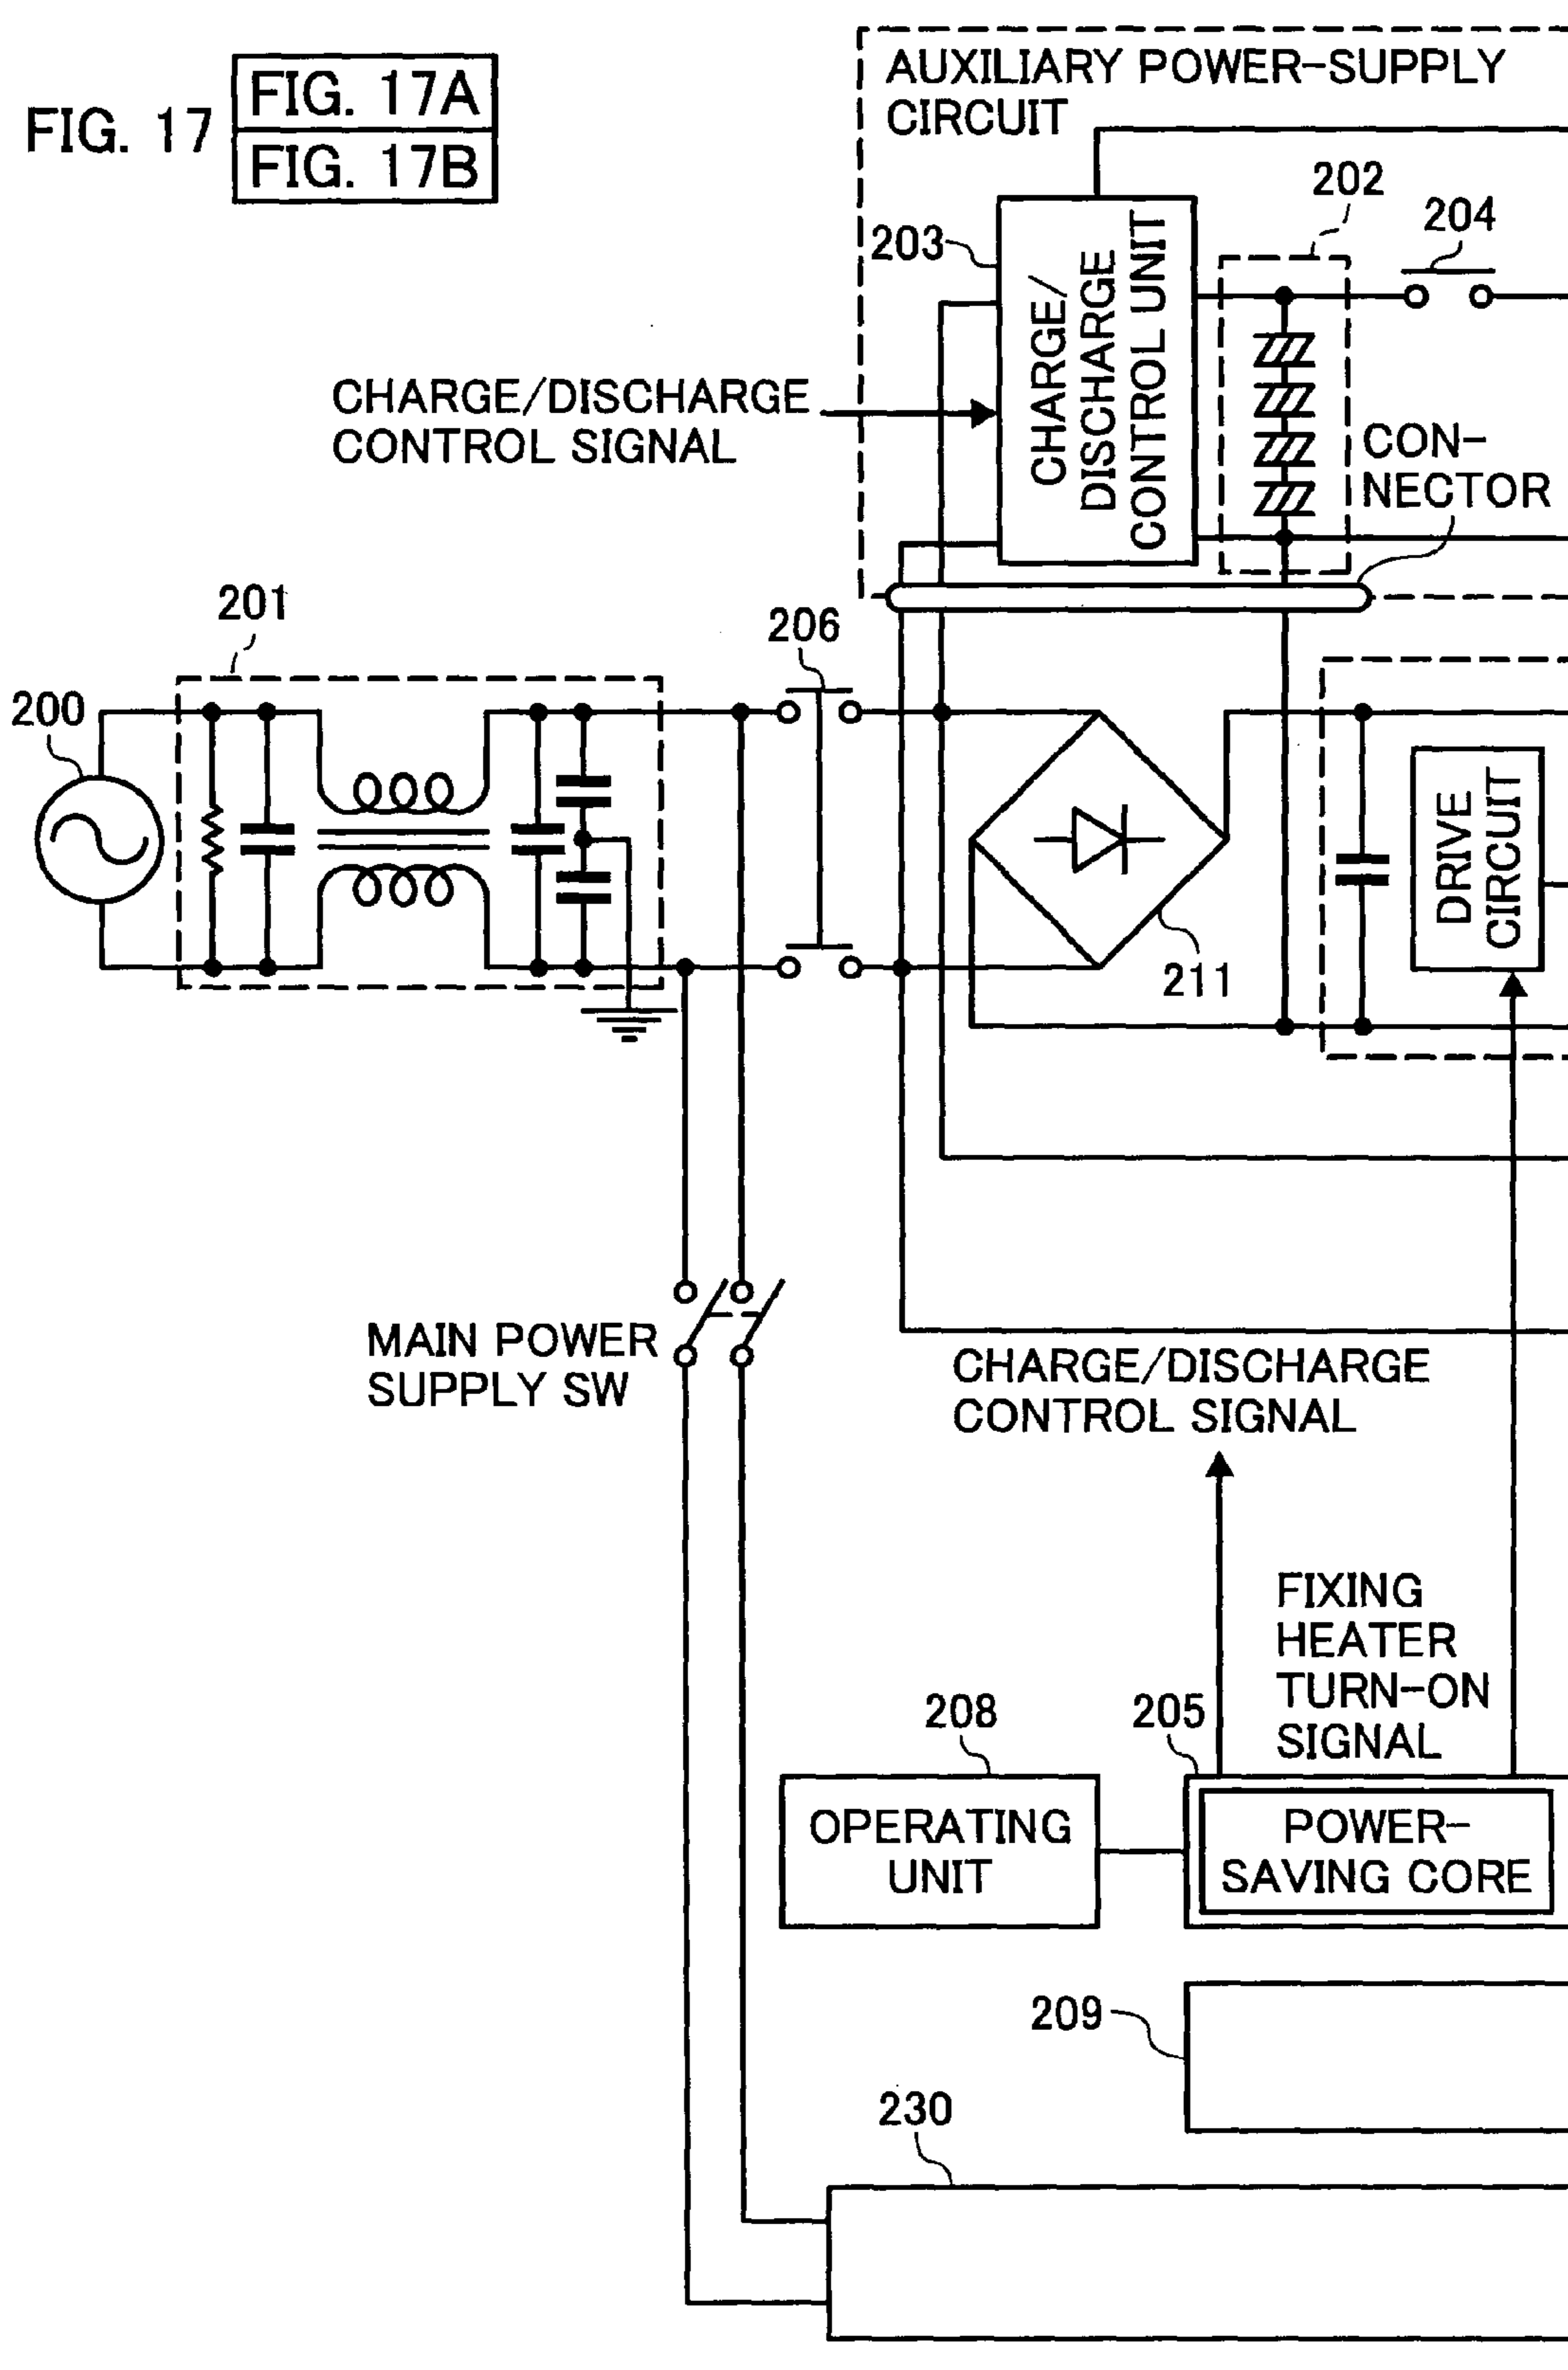 FIG. 17
FIG. 17A
FIG. 17B
AUXILIARY POWER-SUPPLY
CIRCUIT
202
204
203
CHARGE/
DISCHARGE
CONTROL UNIT
CHARGE/DISCHARGE
CONTROL SIGNAL
CON-
NECTOR
201
206
200
DRIVE
CIRCUIT
211
MAIN POWER
SUPPLY SW
CHARGE/DISCHARGE
CONTROL SIGNAL
FIXING
HEATER
TURN-ON
SIGNAL
208
205
OPERATING
UNIT
POWER-
SAVING CORE
209
230